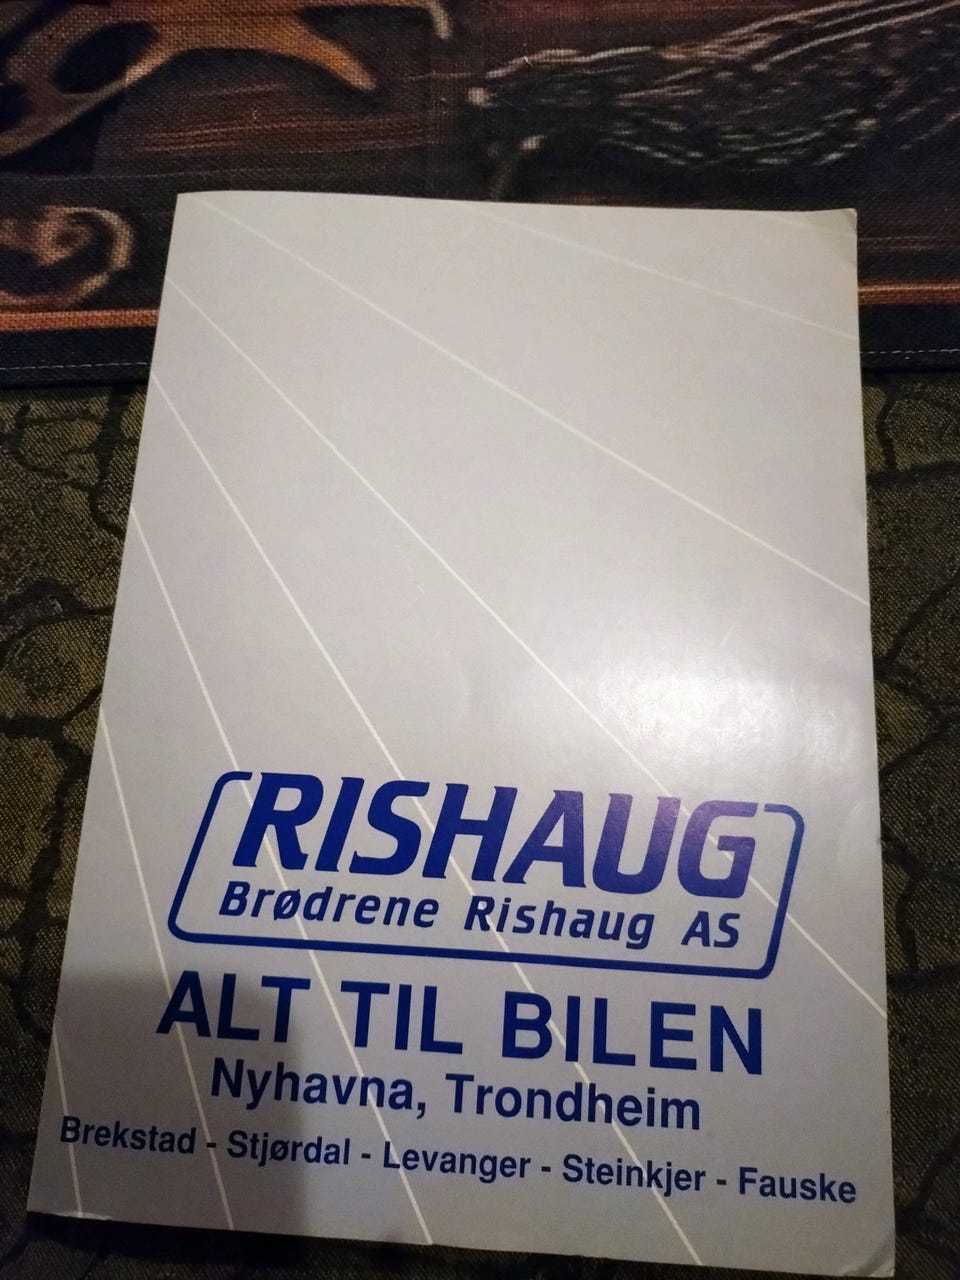 RISHAUG
Brødrene Rishaug AS
ALT TIL BILEN
Nyhavna, Trondheim
Brekstad - Stjørdal - Levanger - Steinkjer - Fauske